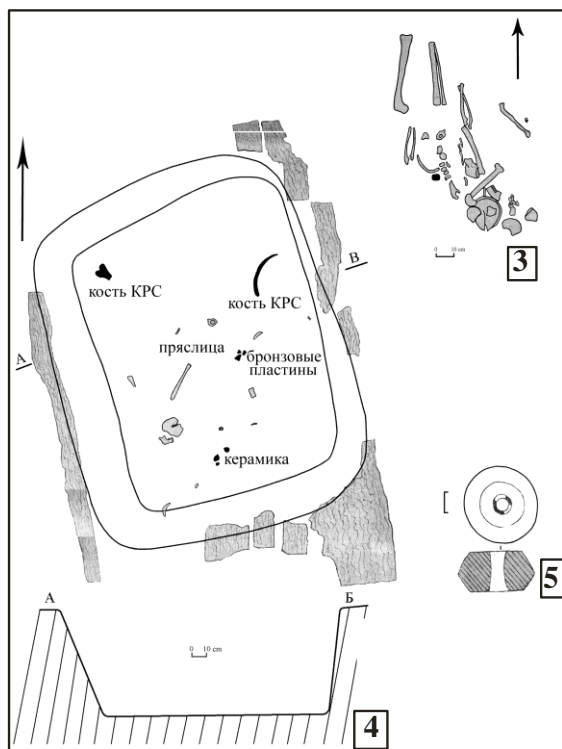 0 10 cm
3
В
кость КРС
кость КРС
пряслица
бронзовые
пластины
А
керамика
5
А
Б
0 10 cm
4